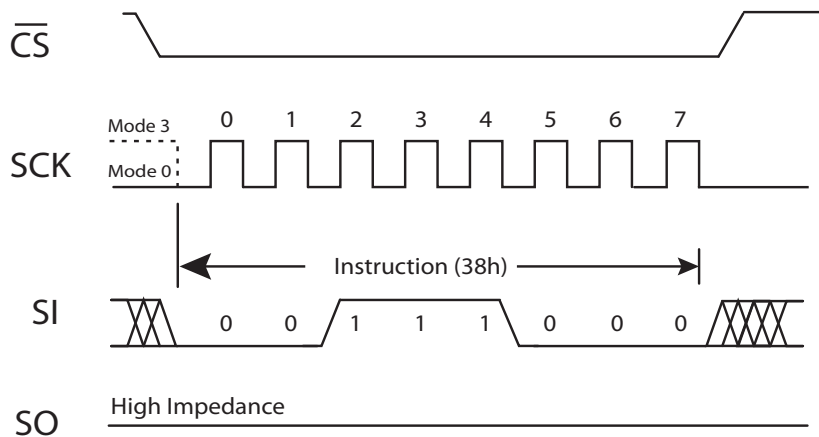 CS
Mode 3
0 1 2 3 4 5 6 7
SCK
Mode 0
Instruction (38h)
SI
0 0 1 1 1 0 0 0
High Impedance
SO